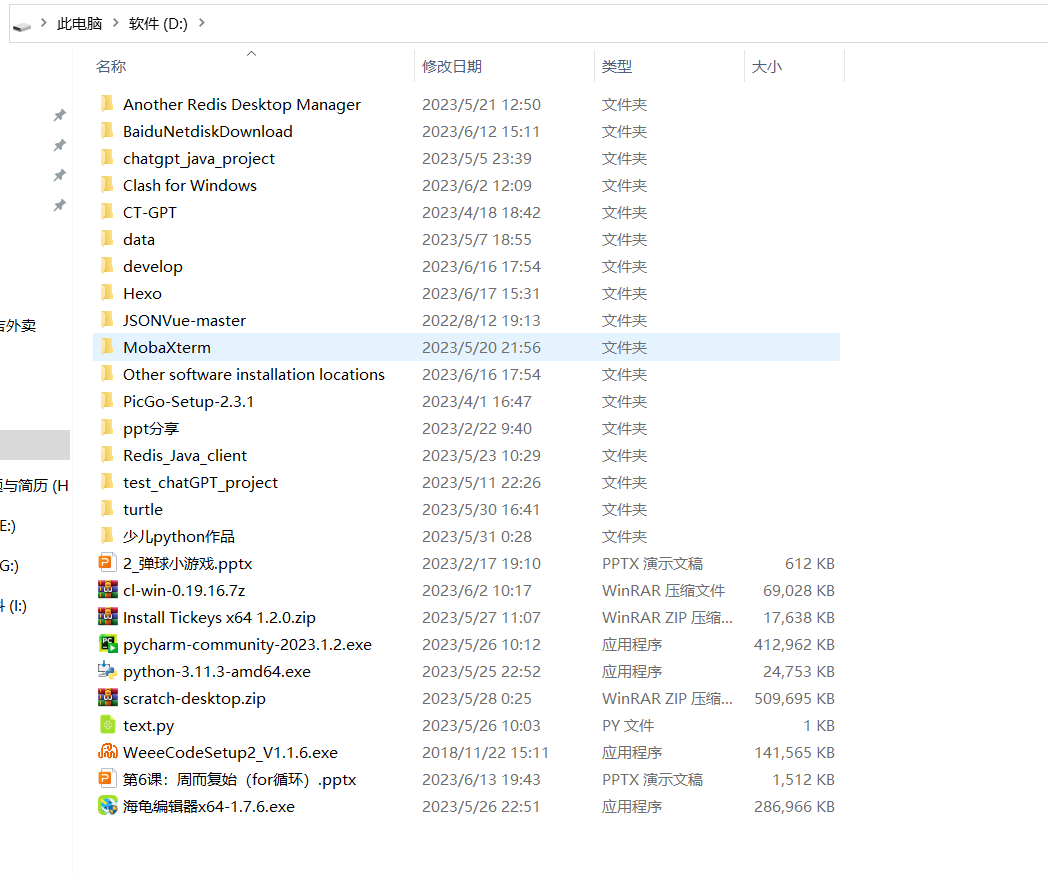 此电脑 > 软件 (D:) >
名称 修改日期 类型 大小
Another Redis Desktop Manager 2023/5/21 12:50 文件夹
BaiduNetdiskDownload 2023/6/12 15:11 文件夹
chatgpt_java_project 2023/5/5 23:39 文件夹
Clash for Windows 2023/6/2 12:09 文件夹
CT-GPT 2023/4/18 18:42 文件夹
data 2023/5/7 18:55 文件夹
develop 2023/6/16 17:54 文件夹
Hexo 2023/6/17 15:31 文件夹
JSONVue-master 2022/8/12 19:13 文件夹
MobaXterm 2023/5/20 21:56 文件夹
Other software installation locations 2023/6/16 17:54 文件夹
PicGo-Setup-2.3.1 2023/4/1 16:47 文件夹
ppt分享 2023/2/22 9:40 文件夹
Redis_Java_client 2023/5/23 10:29 文件夹
test_chatGPT_project 2023/5/11 22:26 文件夹
turtle 2023/5/30 16:41 文件夹
少儿python作品 2023/5/31 0:28 文件夹
2_弹球小游戏.pptx 2023/2/17 19:10 PPTX 演示文稿 612 KB
cl-win-0.19.16.7z 2023/6/2 10:17 WinRAR 压缩文件 69,028 KB
Install Tickeys x64 1.2.0.zip 2023/5/27 11:07 WinRAR ZIP 压缩... 17,638 KB
pycharm-community-2023.1.2.exe 2023/5/26 10:12 应用程序 412,962 KB
python-3.11.3-amd64.exe 2023/5/25 22:52 应用程序 24,753 KB
scratch-desktop.zip 2023/5/28 0:25 WinRAR ZIP 压缩... 509,695 KB
text.py 2023/5/26 10:03 PY 文件 1 KB
WeeeCodeSetup2_V1.1.6.exe 2018/11/22 15:11 应用程序 141,565 KB
第6课：周而复始（for循环）.pptx 2023/6/13 19:43 PPTX 演示文稿 1,512 KB
海龟编辑器x64-1.7.6.exe 2023/5/26 22:51 应用程序 286,966 KB
外卖
与简历 (H
E:)
G:)
(I:)